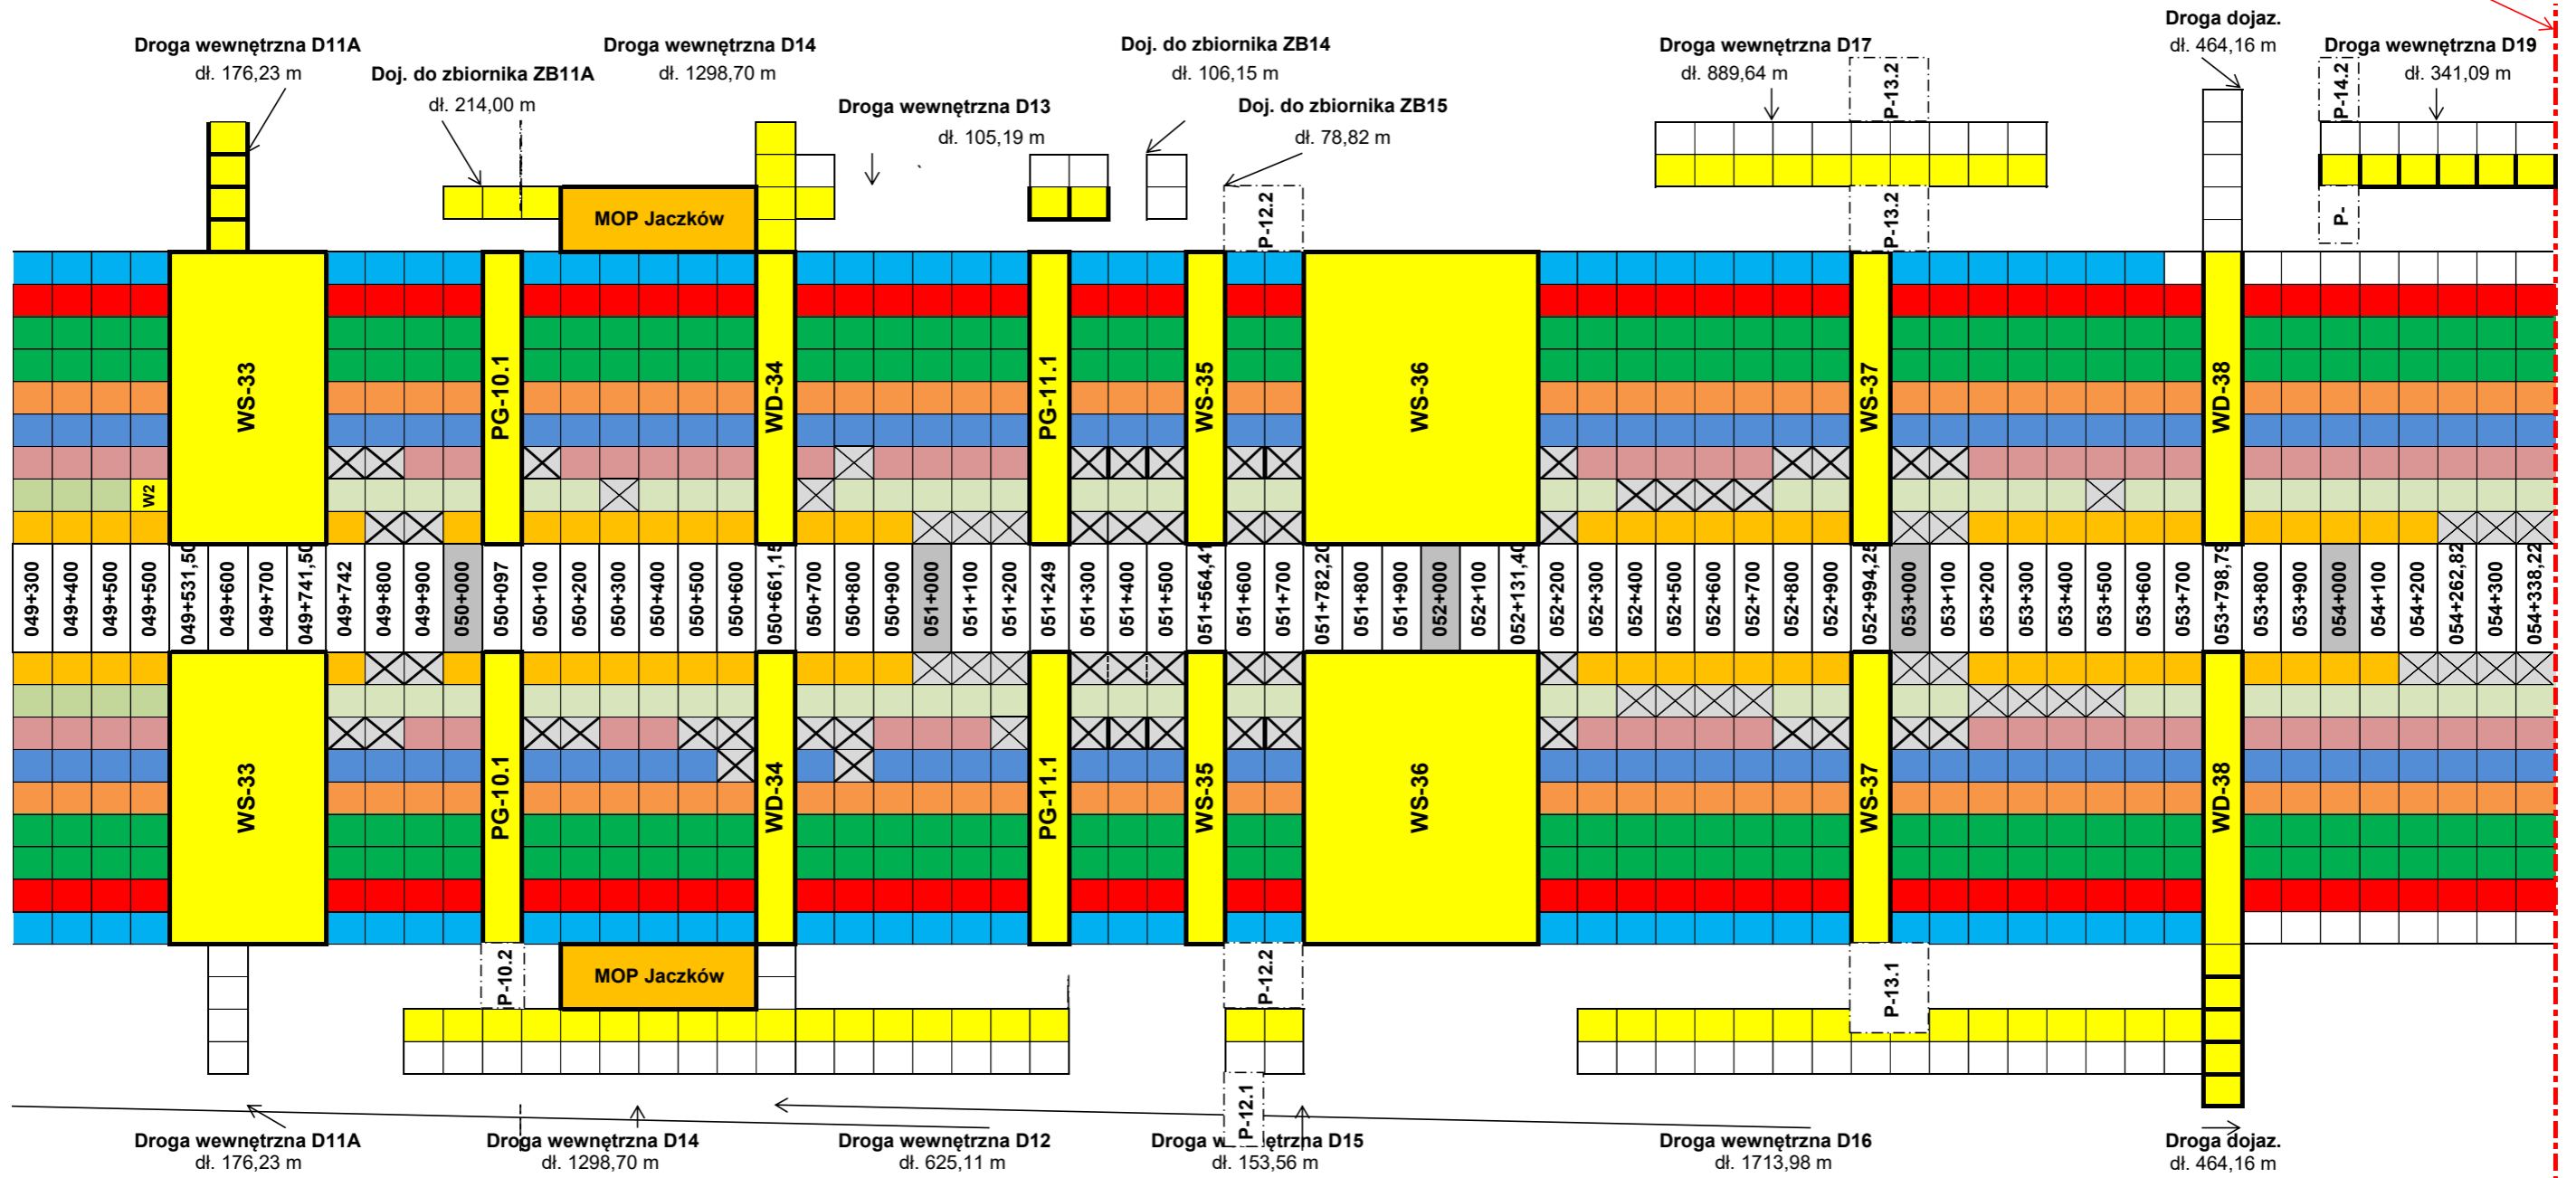 Droga wewnętrzna D11A
dł. 176,23 m
Doj. do zbiornika ZB11A
dł. 214,00 m
Droga wewnętrzna D14
dł. 1298,70 m
Droga wewnętrzna D13
dł. 105,19 m
Doj. do zbiornika ZB14
dł. 106,15 m
Doj. do zbiornika ZB15
dł. 78,82 m
Droga wewnętrzna D17
dł. 889,64 m
Droga dojaz.
dł. 464,16 m
Droga wewnętrzna D19
dł. 341,09 m
P-13.2
P-14.2
MOP Jaczków
P-12.2
P-13.2
P-
WS-33
PG-10.1
WD-34
PG-11.1
WS-35
WS-36
WS-37
WD-38
W2
049+300
049+400
049+500
049+500
049+531,50
049+600
049+700
049+741,50
049+742
049+800
049+900
050+000
050+097
050+100
050+200
050+300
050+400
050+500
050+600
050+661,15
050+700
050+800
050+900
051+000
051+100
051+200
051+249
051+300
051+400
051+500
051+564,41
051+600
051+700
051+782,20
051+800
051+900
052+000
052+100
052+131,40
052+200
052+300
052+400
052+500
052+600
052+700
052+800
052+900
052+994,25
053+000
053+100
053+200
053+300
053+400
053+500
053+600
053+700
053+798,79
053+800
053+900
054+000
054+100
054+200
054+262,82
054+300
054+338,22
WS-33
PG-10.1
WD-34
PG-11.1
WS-35
WS-36
WS-37
WD-38
P-10.2
MOP Jaczków
P-12.2
P-13.1
P-12.1
Droga wewnętrzna D11A
dł. 176,23 m
Droga wewnętrzna D14
dł. 1298,70 m
Droga wewnętrzna D12
dł. 625,11 m
Droga w ętrzna D15
dł. 153,56 m
Droga wewnętrzna D16
dł. 1713,98 m
Droga dojaz.
dł. 464,16 m